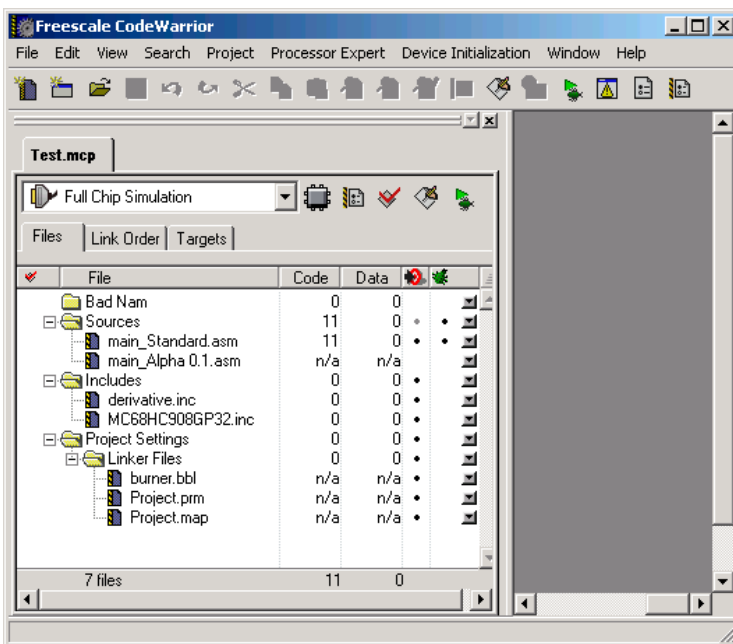 Freescale CodeWarrior
File Edit View Search Project Processor Expert Device Initialization Window Help
Test.mcp
Full Chip Simulation
Files Link Order Targets
File Code Data
Bad Nam 0 0
Sources 11 0
main_Standard.asm 11 0
main_Alpha 0.1.asm n/a n/a
Includes 0 0
derivative.inc 0 0
MC68HC908GP32.inc 0 0
Project Settings 0 0
Linker Files 0 0
burner.bbl n/a n/a
Project.prm n/a n/a
Project.map n/a n/a
7 files 11 0